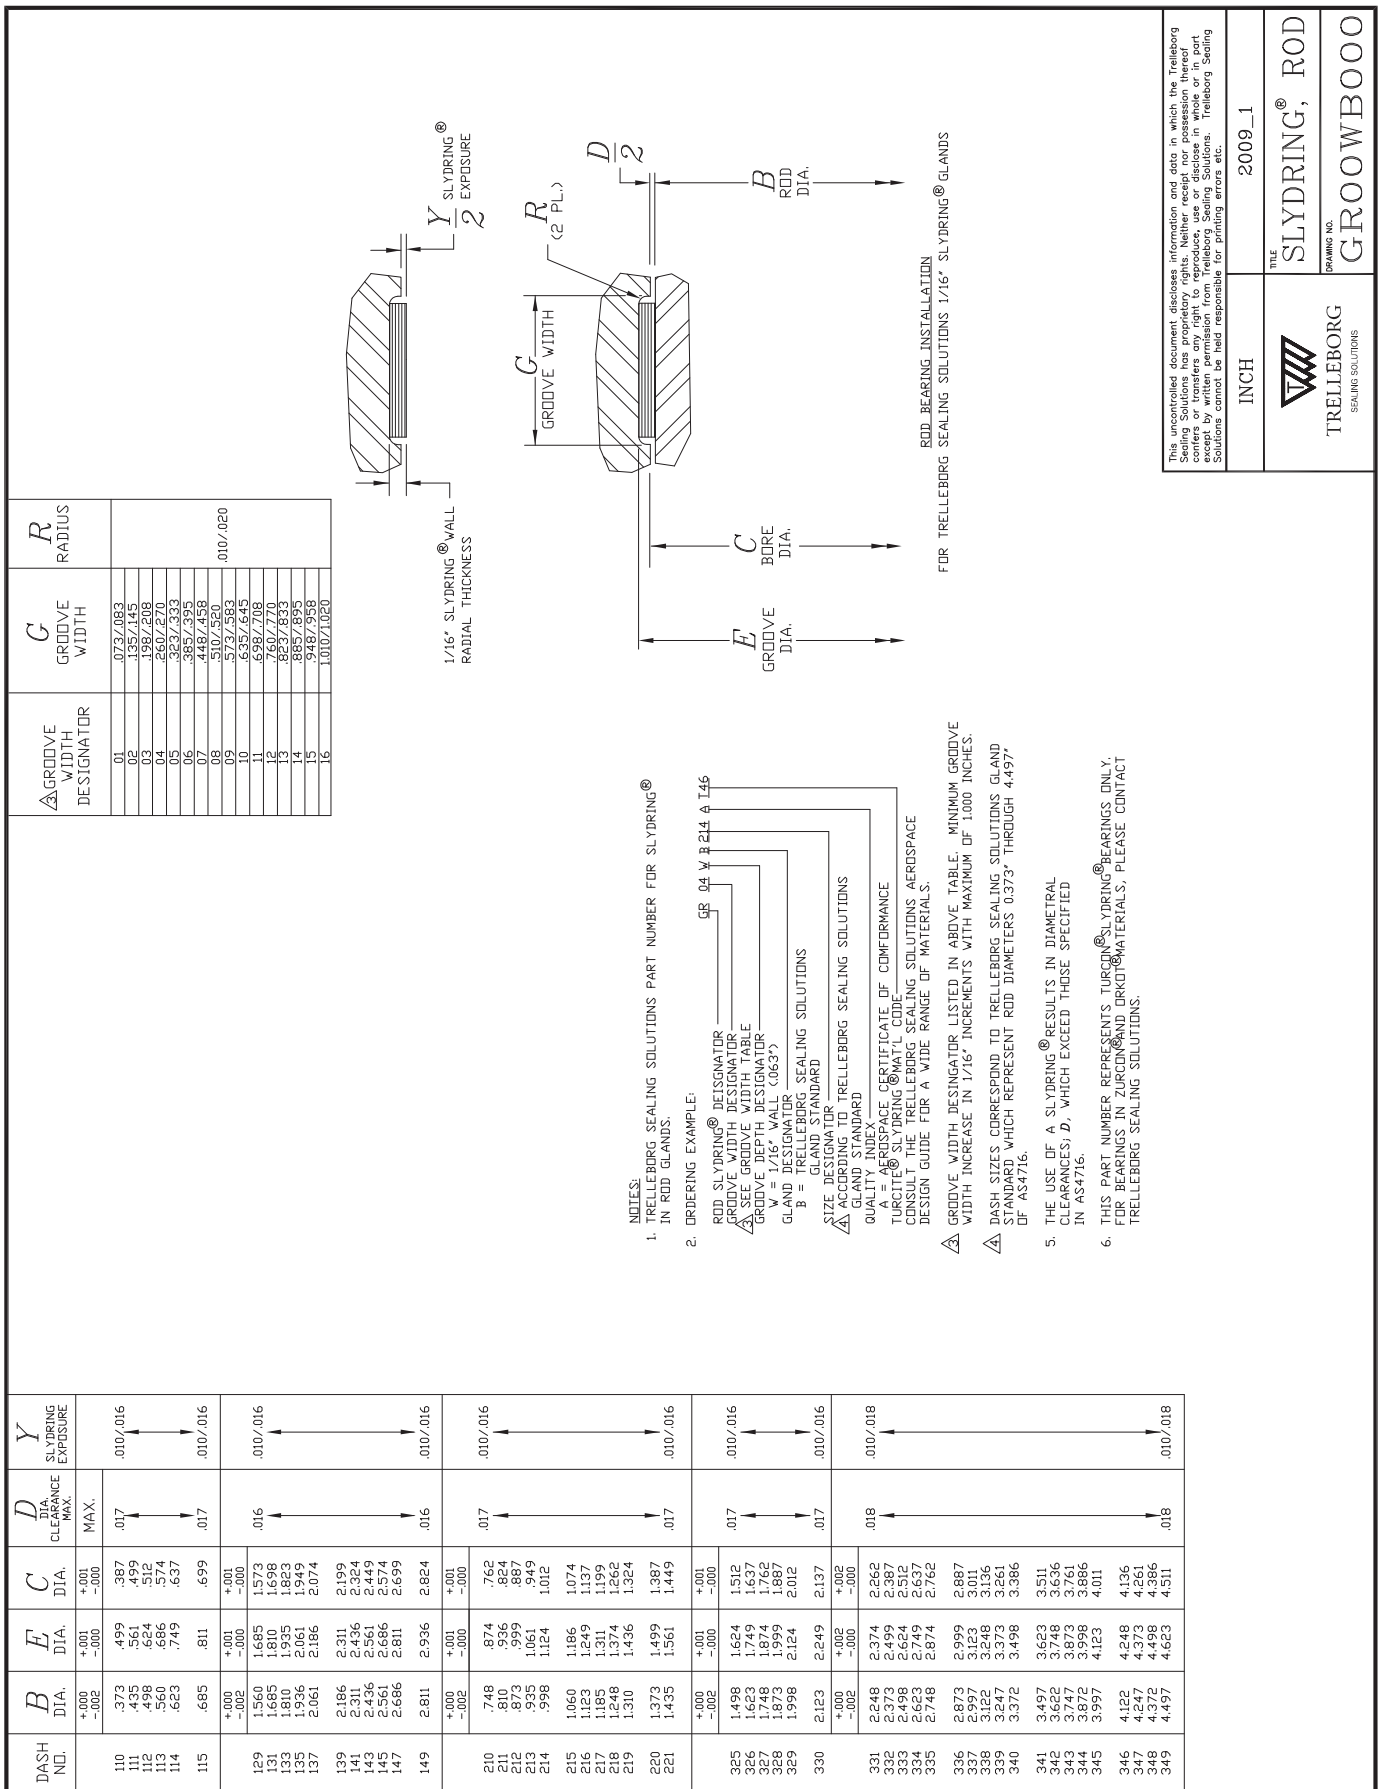 DASH NO. B DIA. E DIA. C DIA. D DIA. CLEARANCE MAX. Y SLYDRING EXPOSURE
+.000 -.002 +.001 -.000 +.001 -.000 MAX.
110 .373 .499 .387 .017 .010/.016
111 .435 .561 .499
112 .498 .624 .512
113 .560 .686 .574
114 .623 .749 .637
115 .685 .811 .699 .017 .010/.016
+.000 -.002 +.001 -.000 +.001 -.000
129 1.560 1.685 1.573 .016 .010/.016
131 1.685 1.810 1.698
133 1.810 1.935 1.823
135 1.936 2.061 1.949
137 2.061 2.186 2.074
139 2.186 2.311 2.199
141 2.311 2.436 2.324
143 2.436 2.561 2.449
145 2.561 2.686 2.574
147 2.686 2.811 2.699
149 2.811 2.936 2.824 .016 .010/.016
+.000 -.002 +.001 -.000 +.001 -.000
210 .748 .874 .762 .017 .010/.016
211 .810 .936 .824
212 .873 .999 .887
213 .935 1.061 .949
214 .998 1.124 1.012
215 1.060 1.186 1.074
216 1.123 1.249 1.137
217 1.185 1.311 1.199
218 1.248 1.374 1.262
219 1.310 1.436 1.324
220 1.373 1.499 1.387
221 1.435 1.561 1.449 .017 .010/.016
+.000 -.002 +.001 -.000 +.001 -.000
325 1.498 1.624 1.512 .017 .010/.016
326 1.623 1.749 1.637
327 1.748 1.874 1.762
328 1.873 1.999 1.887
329 1.998 2.124 2.012
330 2.123 2.249 2.137 .017 .010/.016
+.000 -.002 +.002 -.000 +.002 -.000
331 2.248 2.374 2.262 .018 .010/.018
332 2.373 2.499 2.387
333 2.498 2.624 2.512
334 2.623 2.749 2.637
335 2.748 2.874 2.762
336 2.873 2.999 2.887
337 2.997 3.123 3.011
338 3.122 3.248 3.136
339 3.247 3.373 3.261
340 3.372 3.498 3.386
341 3.497 3.623 3.511
342 3.622 3.748 3.636
343 3.747 3.873 3.761
344 3.872 3.998 3.886
345 3.997 4.123 4.011
346 4.122 4.248 4.136
347 4.247 4.373 4.261
348 4.372 4.498 4.386
349 4.497 4.623 4.511 .018 .010/.018
3 GROOVE WIDTH DESIGNATOR G GROOVE WIDTH R RADIUS
01 .073/.083
02 .135/.145
03 .198/.208
04 .260/.270
05 .323/.333
06 .385/.395
07 .448/.458
08 .510/.520 .010/.020
09 .573/.583
10 .635/.645
11 .698/.708
12 .760/.770
13 .823/.833
14 .885/.895
15 .948/.958
16 1.010/1.020
1/16" SLYDRING® WALL
RADIAL THICKNESS
Y/2 SLYDRING® EXPOSURE
G
GROOVE WIDTH
R
(2 PL.)
D/2
E
GROOVE
DIA.
C
BORE
DIA.
B
ROD
DIA.
ROD BEARING INSTALLATION
FOR TRELLEBORG SEALING SOLUTIONS 1/16" SLYDRING® GLANDS
NOTES:
1. TRELLEBORG SEALING SOLUTIONS PART NUMBER FOR SLYDRING®
IN ROD GLANDS.
2. ORDERING EXAMPLE:
GR 04 W B 214 A T46
ROD SLYDRING® DEISGNATOR
GROOVE WIDTH DESIGNATOR
3 SEE GROOVE WIDTH TABLE
GROOVE DEPTH DESIGNATOR
W = 1/16" WALL (.063")
GLAND DESIGNATOR
B = TRELLEBORG SEALING SOLUTIONS
GLAND STANDARD
SIZE DESIGNATOR
4 ACCORDING TO TRELLEBORG SEALING SOLUTIONS
GLAND STANDARD
QUALITY INDEX
A = AEROSPACE CERTIFICATE OF COMFORMANCE
TURCITE® SLYDRING® MAT'L CODE
CONSULT THE TRELLEBORG SEALING SOLUTIONS AEROSPACE
DESIGN GUIDE FOR A WIDE RANGE OF MATERIALS.
3 GROOVE WIDTH DESINGATOR LISTED IN ABOVE TABLE. MINIMUM GROOVE
WIDTH INCREASE IN 1/16" INCREMENTS WITH MAXIMUM OF 1.000 INCHES.
4 DASH SIZES CORRESPOND TO TRELLEBORG SEALING SOLUTIONS GLAND
STANDARD WHICH REPRESENT ROD DIAMETERS 0.373" THROUGH 4.497"
OF AS4716.
5. THE USE OF A SLYDRING® RESULTS IN DIAMETRAL
CLEARANCES; D, WHICH EXCEED THOSE SPECIFIED
IN AS4716.
6. THIS PART NUMBER REPRESENTS TURCON® SLYDRING® BEARINGS ONLY.
FOR BEARINGS IN ZURCON® AND ORKOT® MATERIALS, PLEASE CONTACT
TRELLEBORG SEALING SOLUTIONS.
This uncontrolled document discloses information and data in which the Trelleborg
Sealing Solutions has proprietary rights. Neither receipt nor possession thereof
confers or transfers any right to reproduce, use or disclose in whole or in part
except by written permission from Trelleborg Sealing Solutions. Trelleborg Sealing
Solutions cannot be held responsible for printing errors etc.
INCH 2009_1
T
TRELLEBORG
SEALING SOLUTIONS
TITLE
SLYDRING®, ROD
DRAWING NO.
GR00WB000